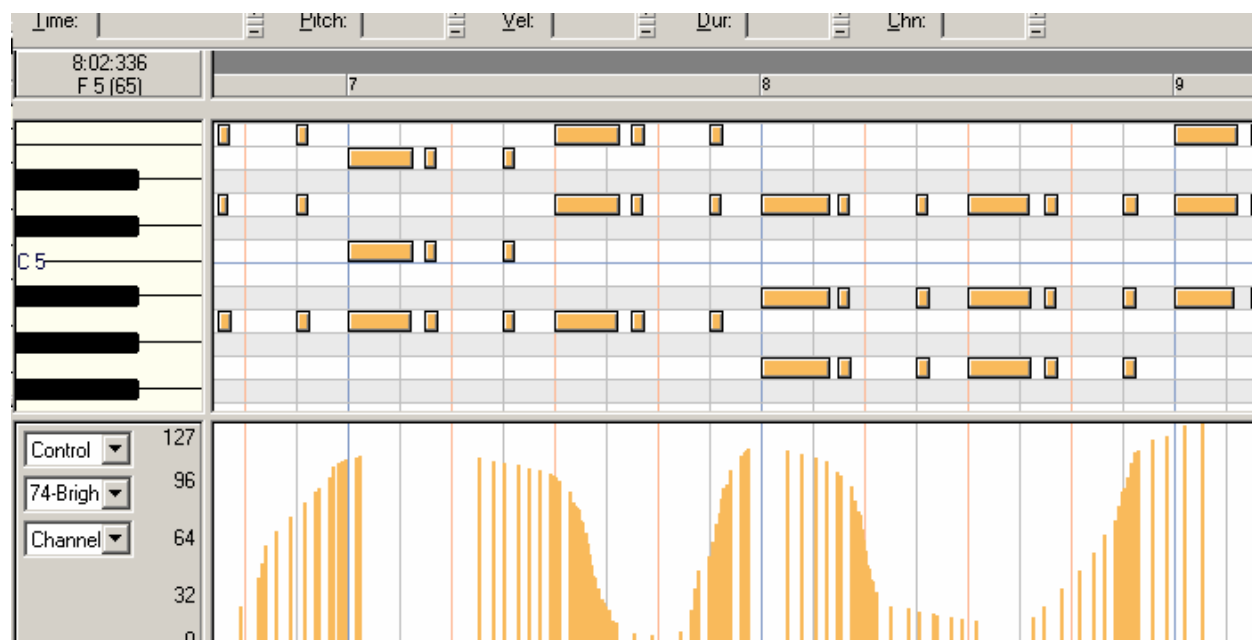 Time: Pitch: Vel: Dur: Chn:
8:02:336
F 5 (65)
7 8 9
C 5
Control 127
74-Brigh 96
Channel 64
32
0